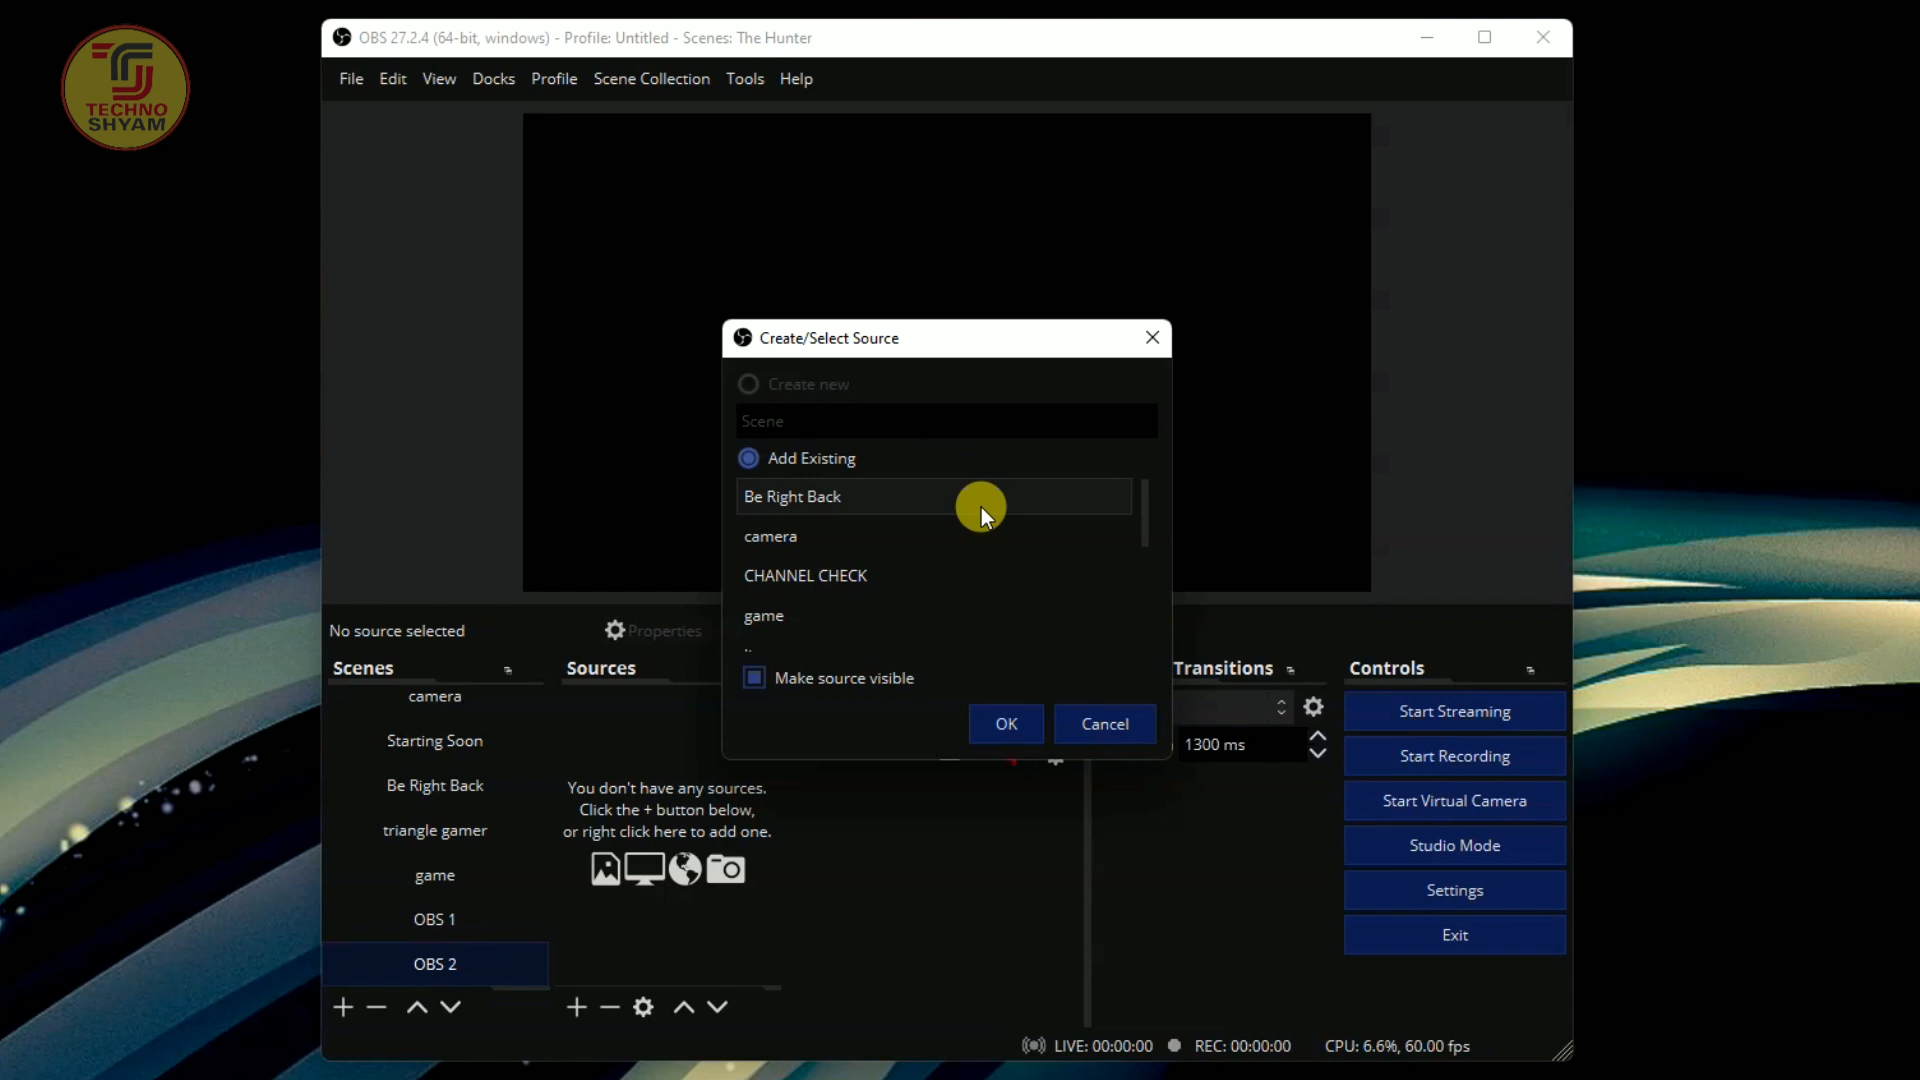 TECHNO
SHYAM
OBS 27.2.4 (64-bit, windows) - Profile: Untitled - Scenes: The Hunter
File Edit View Docks Profile Scene Collection Tools Help
Create/Select Source
Create new
Scene
Add Existing
Be Right Back
camera
CHANNEL CHECK
game
Make source visible
OK Cancel
No source selected
Properties
Scenes
camera
Starting Soon
Be Right Back
triangle gamer
game
OBS 1
OBS 2
Sources
You don't have any sources.
Click the + button below,
or right click here to add one.
Transitions
1300 ms
Controls
Start Streaming
Start Recording
Start Virtual Camera
Studio Mode
Settings
Exit
LIVE: 00:00:00 REC: 00:00:00 CPU: 6.6%, 60.00 fps